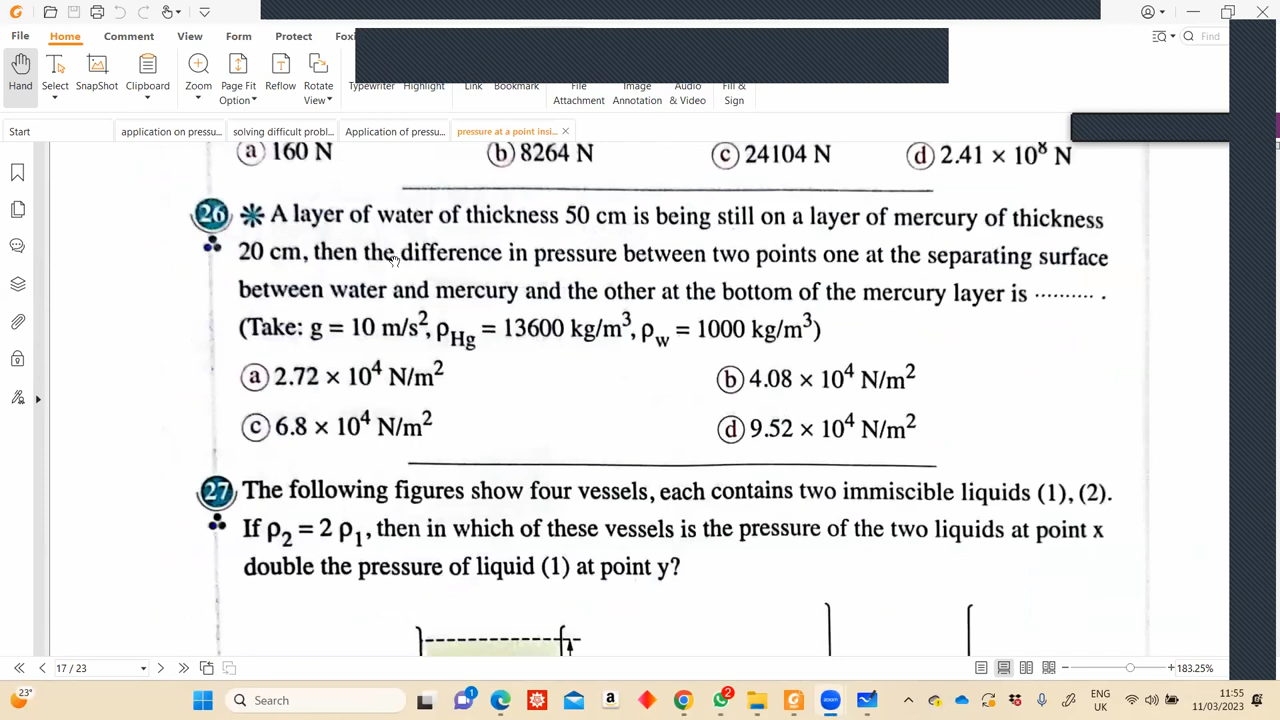 File Home Comment View Form Protect Foxi
Find
Hand Select SnapShot Clipboard Zoom Page Fit Option Reflow Rotate View Typewriter Highlight Link Bookmark File Attachment Image Annotation Audio & Video Fill & Sign
Start application on pressu... solving difficult probl... Application of pressu... pressure at a point insi...
(a) 160 N (b) 8264 N (c) 24104 N (d) 2.41 × 10⁸ N
26 * A layer of water of thickness 50 cm is being still on a layer of mercury of thickness
20 cm, then the difference in pressure between two points one at the separating surface
between water and mercury and the other at the bottom of the mercury layer is ·········· .
(Take: g = 10 m/s², ρHg = 13600 kg/m³, ρw = 1000 kg/m³)
(a) 2.72 × 10⁴ N/m² (b) 4.08 × 10⁴ N/m²
(c) 6.8 × 10⁴ N/m² (d) 9.52 × 10⁴ N/m²
27 The following figures show four vessels, each contains two immiscible liquids (1), (2).
If ρ₂ = 2 ρ₁, then in which of these vessels is the pressure of the two liquids at point x
double the pressure of liquid (1) at point y?
17 / 23 183.25%
23° Search 1 2 ENG 11:55
UK 11/03/2023